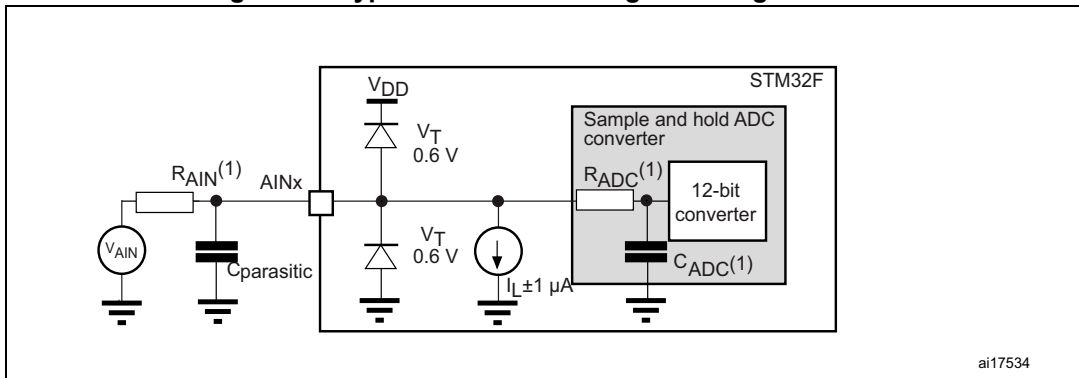 STM32F
VDD
VT
0.6 V
Sample and hold ADC
converter
RAIN(1)
AINx
RADC(1)
12-bit
converter
VAIN
Cparasitic
VT
0.6 V
IL±1 µA
CADC(1)
ai17534